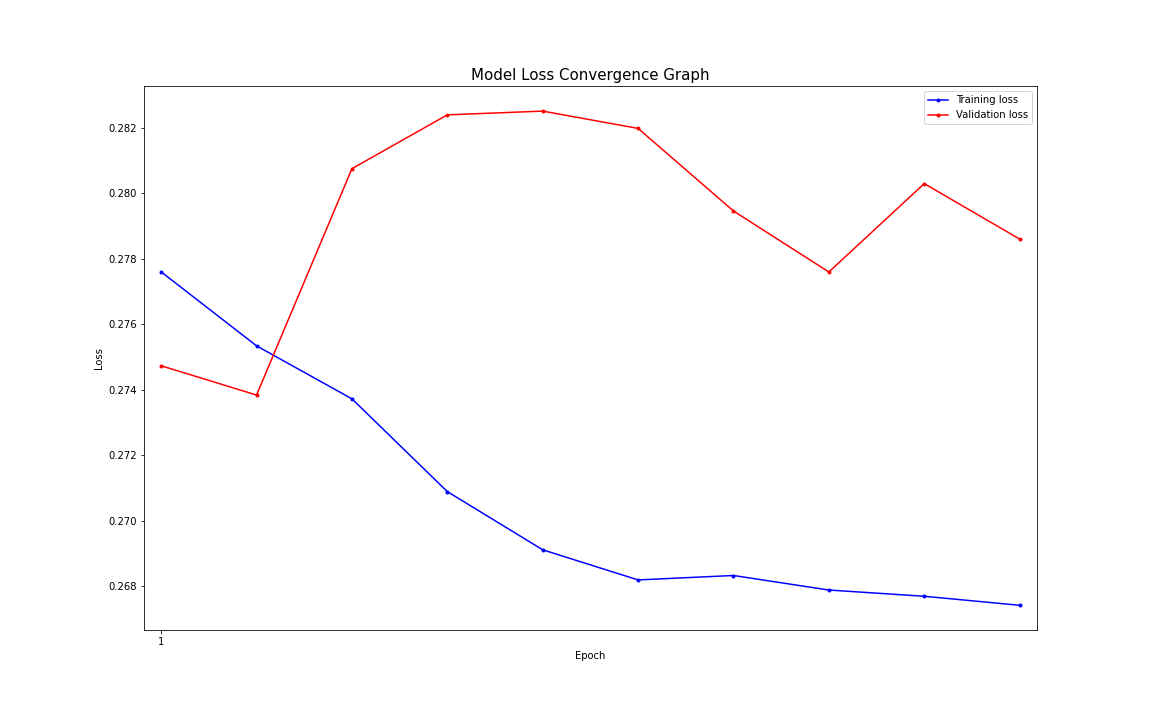 Model Loss Convergence Graph
Training loss
Validation loss
0.282
0.280
0.278
0.276
0.274
0.272
0.270
0.268
Loss
1
Epoch